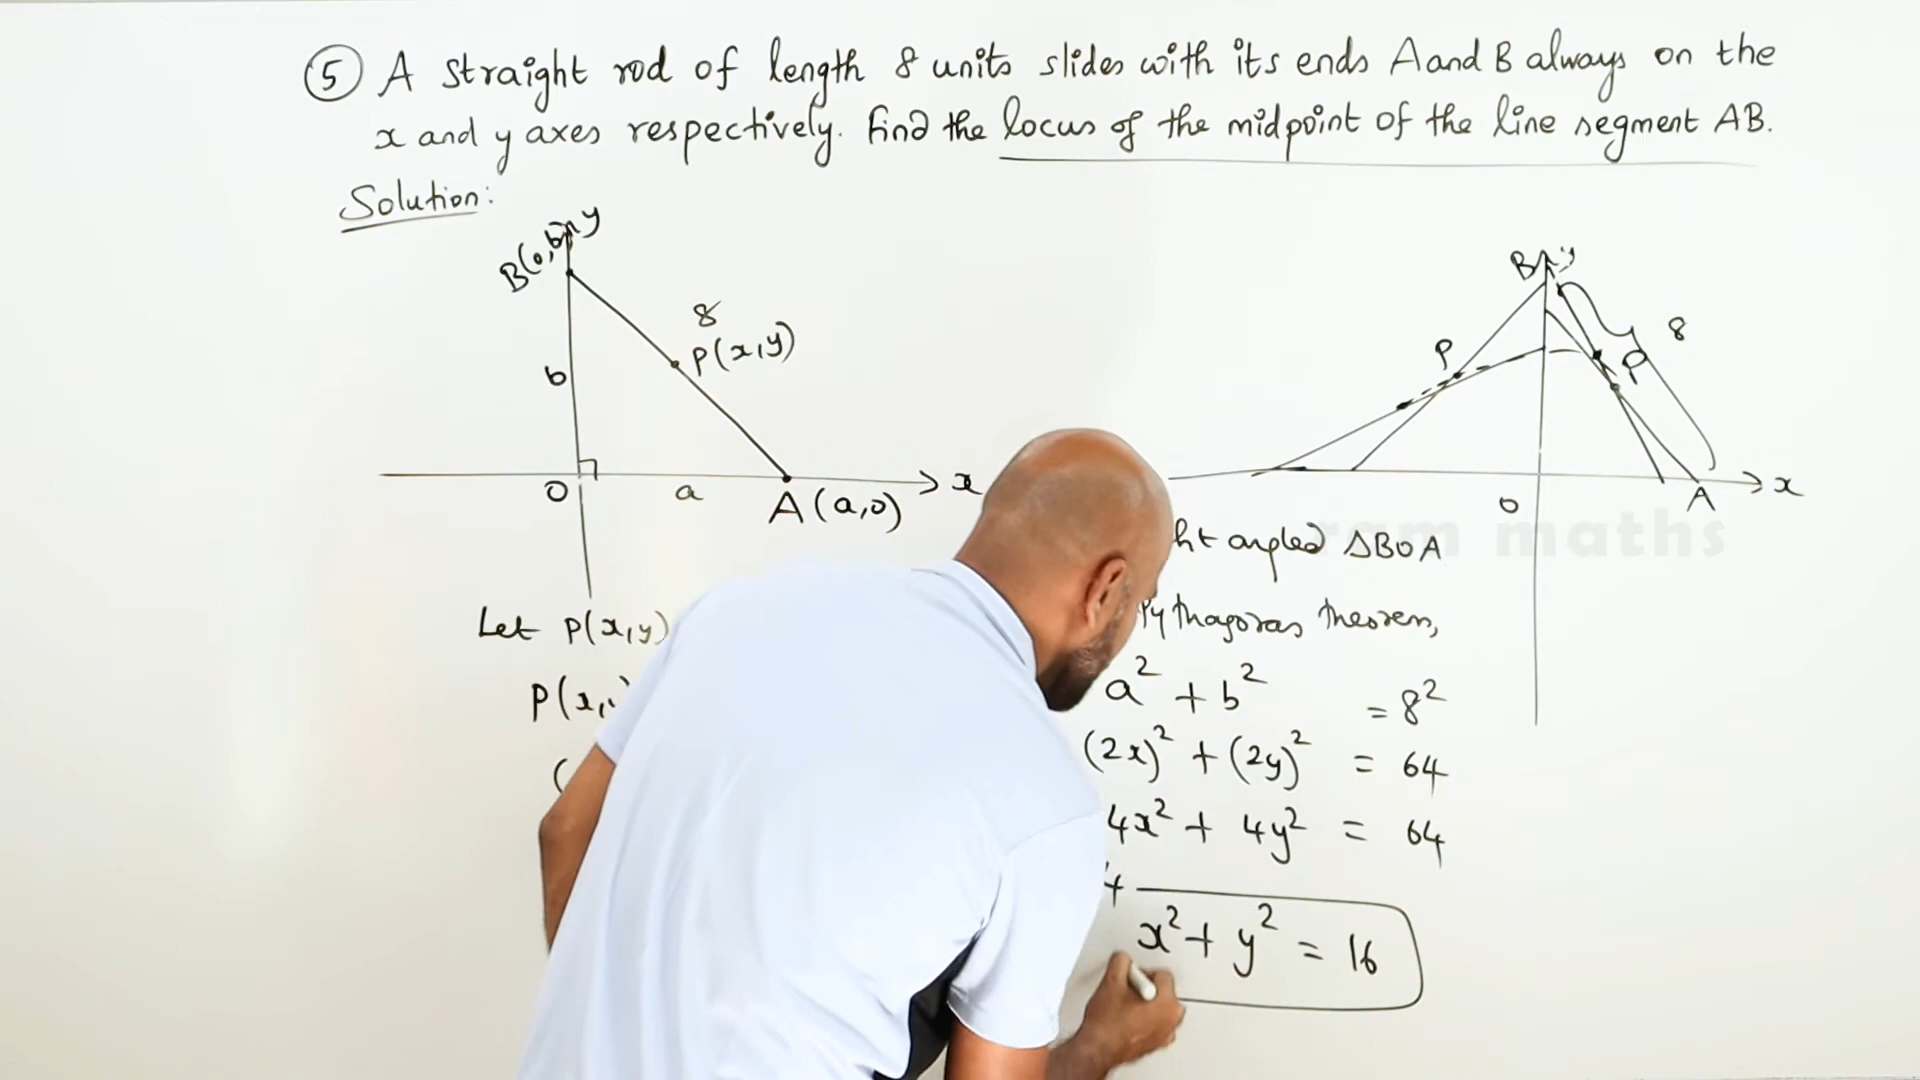 5 A straight rod of length 8 units slides with its ends A and B always on the
x and y axes respectively. Find the locus of the midpoint of the line segment AB.
Solution:
y
B(0,b)
8
P(x,y)
b
O
a
A(a,0)
x
B
y
P
P
8
O
A
x
ram maths
angled ΔBOA
Let P(x,y)
Pythagoras theorem,
P(x,
a² + b² = 8²
(2x)² + (2y)² = 64
(
4x² + 4y² = 64
x² + y² = 16